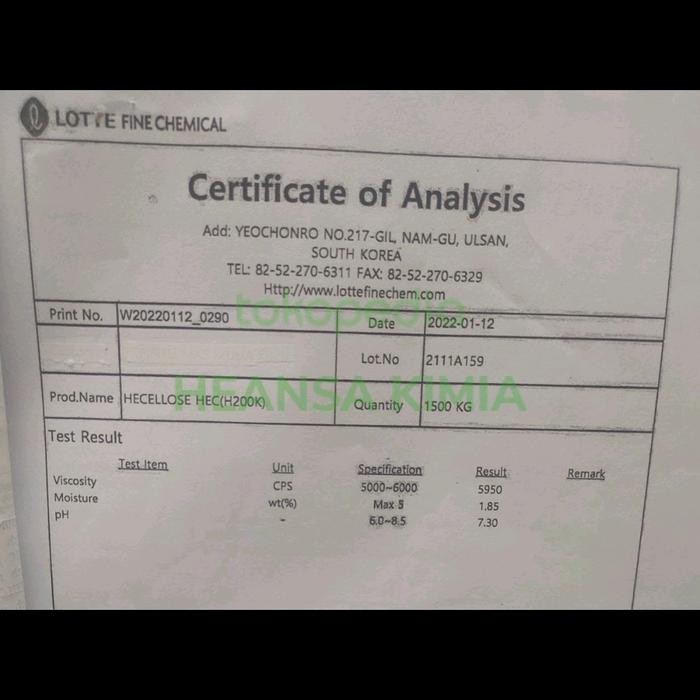 LOTTE FINE CHEMICAL
Certificate of Analysis
Add: YEOCHONRO NO.217-GIL, NAM-GU, ULSAN,
SOUTH KOREA
TEL: 82-52-270-6311 FAX: 82-52-270-6329
Http://www.lottefinechem.com
tokopedia
Print No. W20220112_0290 Date 2022-01-12
Lot.No 2111A159
HEANSA KIMIA
Prod.Name HECELLOSE HEC(H200K) Quantity 1500 KG
Test Result
Test Item Unit Specification Result Remark
Viscosity CPS 5000~6000 5950
Moisture wt(%) Max 5 1.85
pH - 6.0~8.5 7.30